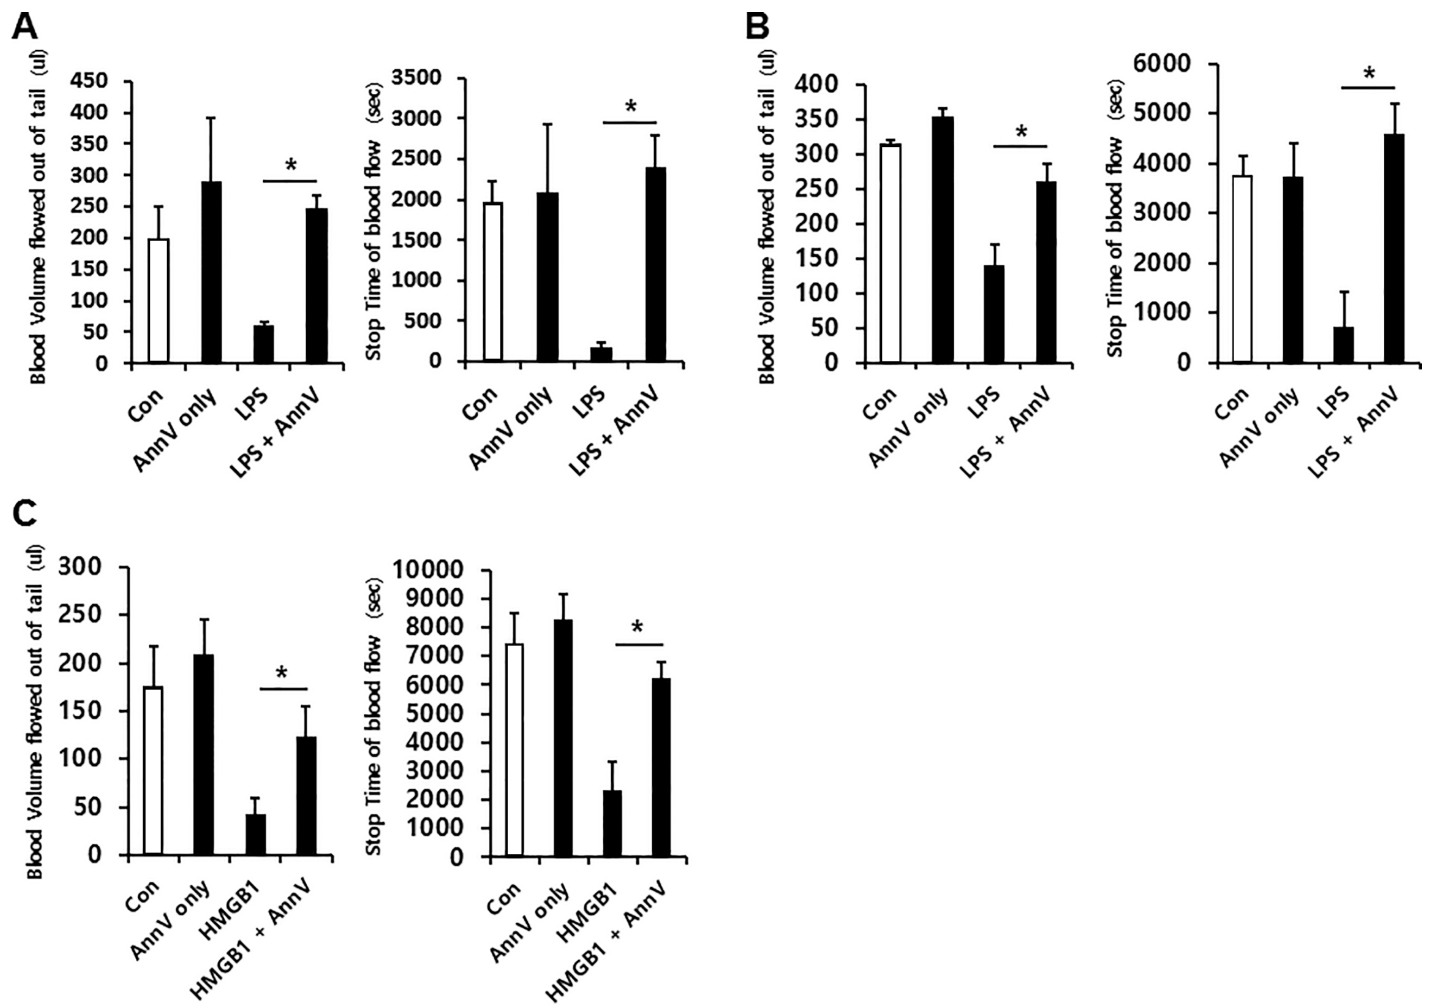 A
Blood Volume flowed out of tail (ul)
450
400
350
300
250
200
150
100
50
0
*
Con
AnnV only
LPS
LPS + AnnV
Stop Time of blood flow (sec)
3500
3000
2500
2000
1500
1000
500
0
*
Con
AnnV only
LPS
LPS + AnnV
B
Blood Volume flowed out of tail (ul)
400
350
300
250
200
150
100
50
0
*
Con
AnnV only
LPS
LPS + AnnV
Stop Time of blood flow (sec)
6000
5000
4000
3000
2000
1000
0
*
Con
AnnV only
LPS
LPS + AnnV
C
Blood Volume flowed out of tail (ul)
300
250
200
150
100
50
0
*
Con
AnnV only
HMGB1
HMGB1 + AnnV
Stop Time of blood flow (sec)
10000
9000
8000
7000
6000
5000
4000
3000
2000
1000
0
*
Con
AnnV only
HMGB1
HMGB1 + AnnV